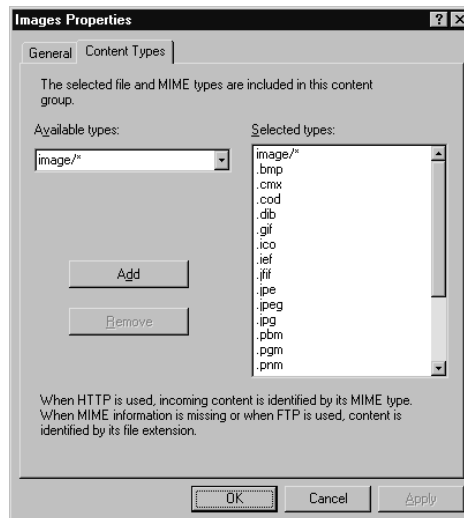 Images Properties
General
Content Types
The selected file and MIME types are included in this content
group.
Available types:
image/*
Add
Remove
Selected types:
image/*
.bmp
.cmx
.cod
.dib
.gif
.ico
.ief
.jfif
.jpe
.jpeg
.jpg
.pbm
.pgm
.pnm
When HTTP is used, incoming content is identified by its MIME type.
When MIME information is missing or when FTP is used, content is
identified by its file extension.
OK
Cancel
Apply